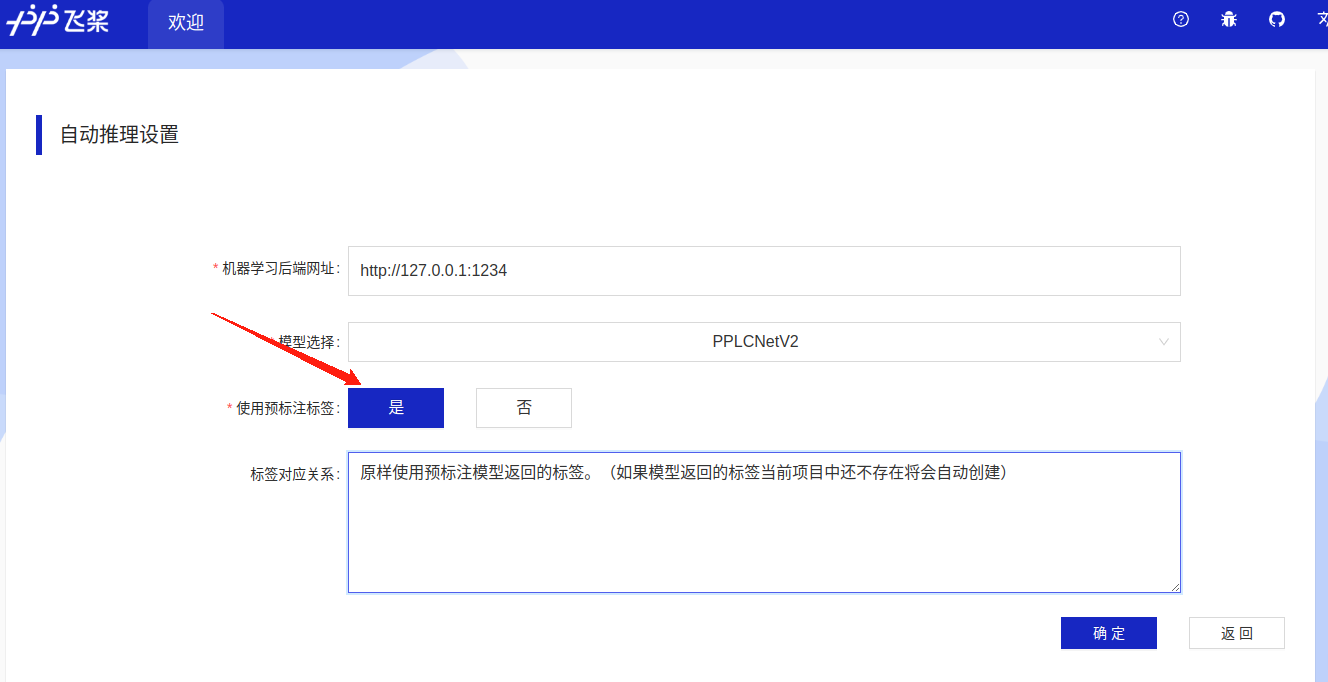 飞桨 欢迎
自动推理设置
* 机器学习后端网址: http://127.0.0.1:1234
模型选择: PPLCNetV2
* 使用预标注标签: 是 否
标签对应关系: 原样使用预标注模型返回的标签。（如果模型返回的标签当前项目中还不存在将会自动创建）
确 定 返 回